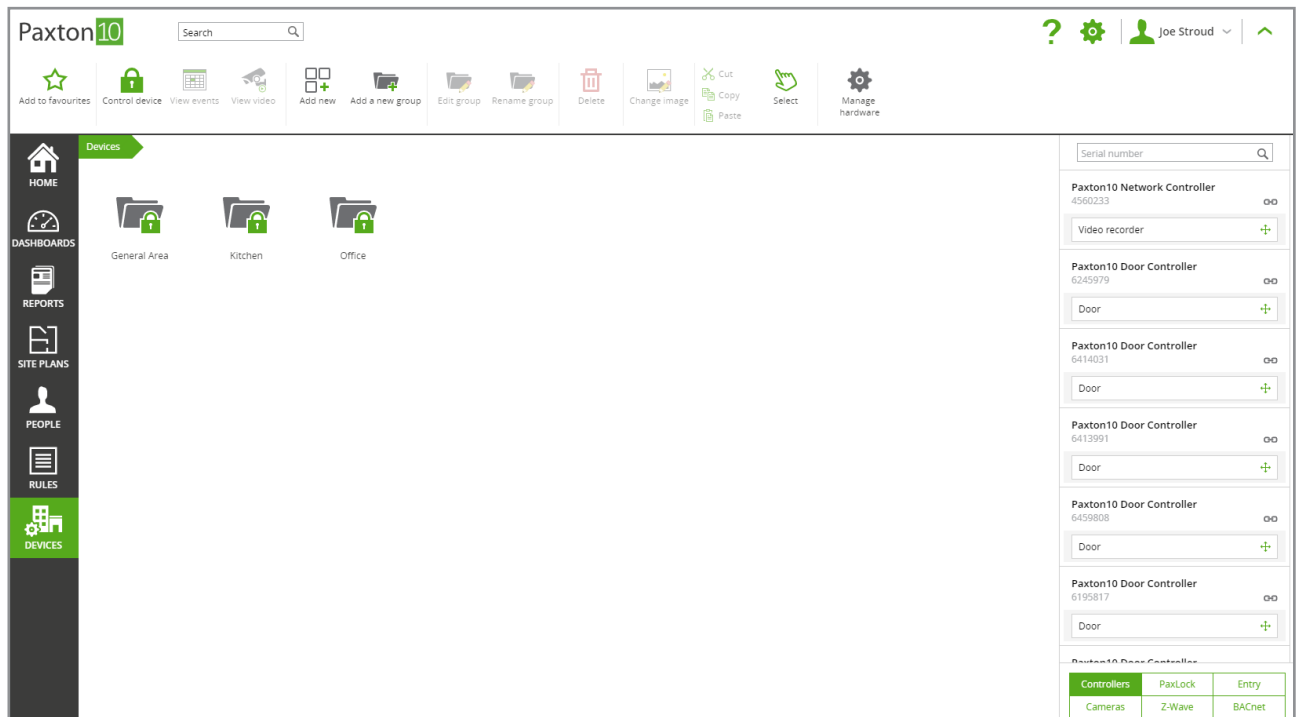 Paxton10
Search
Joe Stroud
Add to favourites
Control device
View events
View video
Add new
Add a new group
Edit group
Rename group
Delete
Change image
Cut
Copy
Paste
Select
Manage
hardware
HOME
DASHBOARDS
REPORTS
SITE PLANS
PEOPLE
RULES
DEVICES
Devices
General Area
Kitchen
Office
Serial number
Paxton10 Network Controller
4560233
Video recorder
Paxton10 Door Controller
6245979
Door
Paxton10 Door Controller
6414031
Door
Paxton10 Door Controller
6413991
Door
Paxton10 Door Controller
6459808
Door
Paxton10 Door Controller
6195817
Door
Paxton10 Door Controller
Controllers
PaxLock
Entry
Cameras
Z-Wave
BACnet